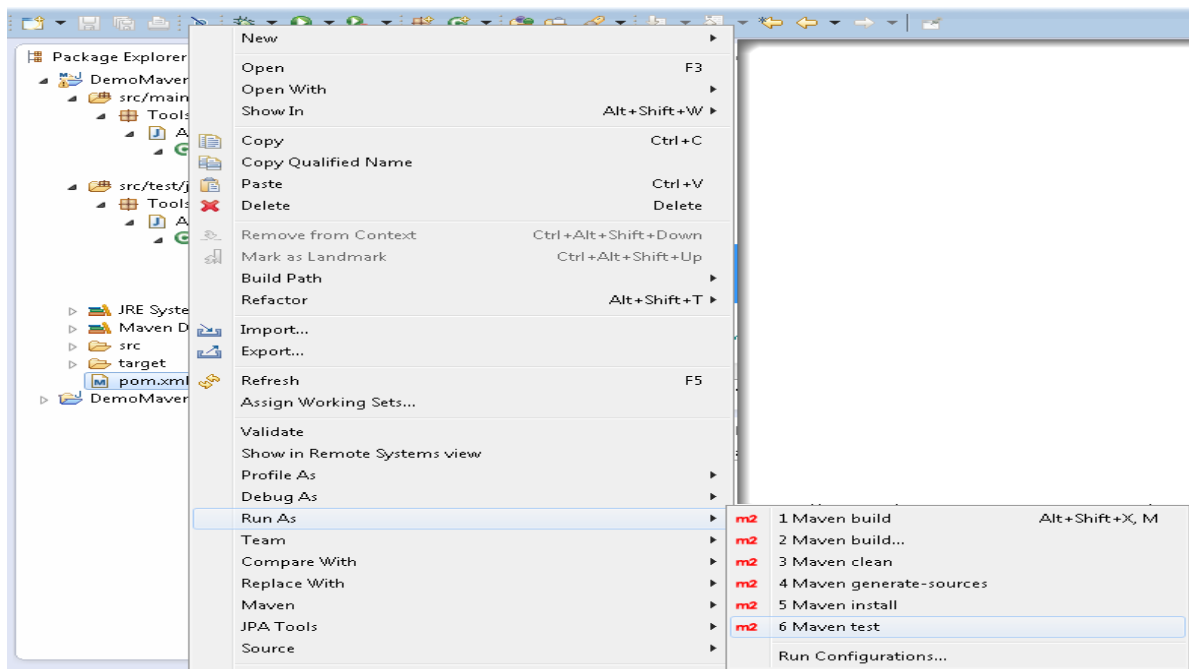 Package Explorer
DemoMaven
src/main
Tools
A
src/test/j
Tools
A
JRE Syste
Maven D
src
target
pom.xml
DemoMaven
New
Open F3
Open With
Show In Alt+Shift+W
Copy Ctrl+C
Copy Qualified Name
Paste Ctrl+V
Delete Delete
Remove from Context Ctrl+Alt+Shift+Down
Mark as Landmark Ctrl+Alt+Shift+Up
Build Path
Refactor Alt+Shift+T
Import...
Export...
Refresh F5
Assign Working Sets...
Validate
Show in Remote Systems view
Profile As
Debug As
Run As
Team
Compare With
Replace With
Maven
JPA Tools
Source
m2 1 Maven build Alt+Shift+X, M
m2 2 Maven build...
m2 3 Maven clean
m2 4 Maven generate-sources
m2 5 Maven install
m2 6 Maven test
Run Configurations...